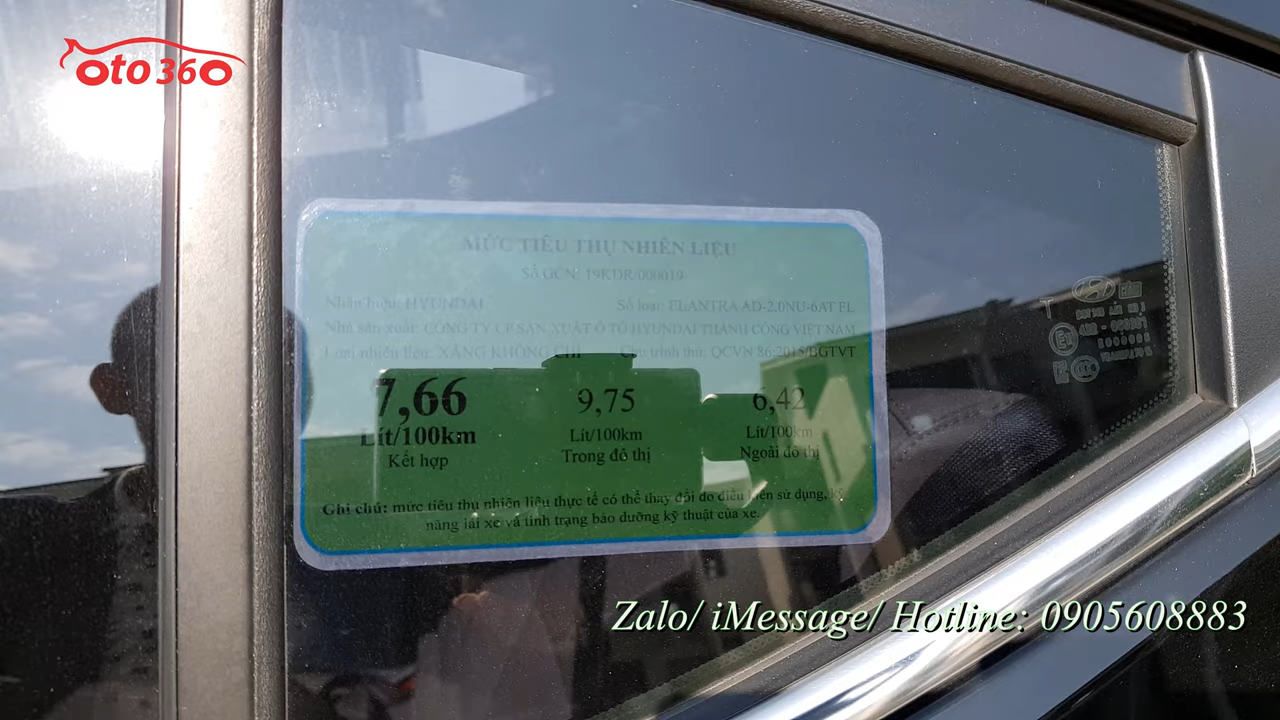 oto360
MỨC TIÊU THỤ NHIÊN LIỆU
Số GCN: 19KDR/000019
Nhãn hiệu: HYUNDAI Số loại: ELANTRA AD-2.0NU-6AT FL
Nhà sản xuất: CÔNG TY CP SẢN XUẤT Ô TÔ HYUNDAI THÀNH CÔNG VIỆT NAM
Loại nhiên liệu: XĂNG KHÔNG CHÌ Chu trình thử: QCVN 86:2015/BGTVT
7,66 9,75 6,42
Lít/100km Lít/100km Lít/100km
Kết hợp Trong đô thị Ngoài đô thị
Ghi chú: mức tiêu thụ nhiên liệu thực tế có thể thay đổi do điều kiện sử dụng, kỹ
năng lái xe và tình trạng bảo dưỡng kỹ thuật của xe.
Zalo/ iMessage/ Hotline: 0905608883